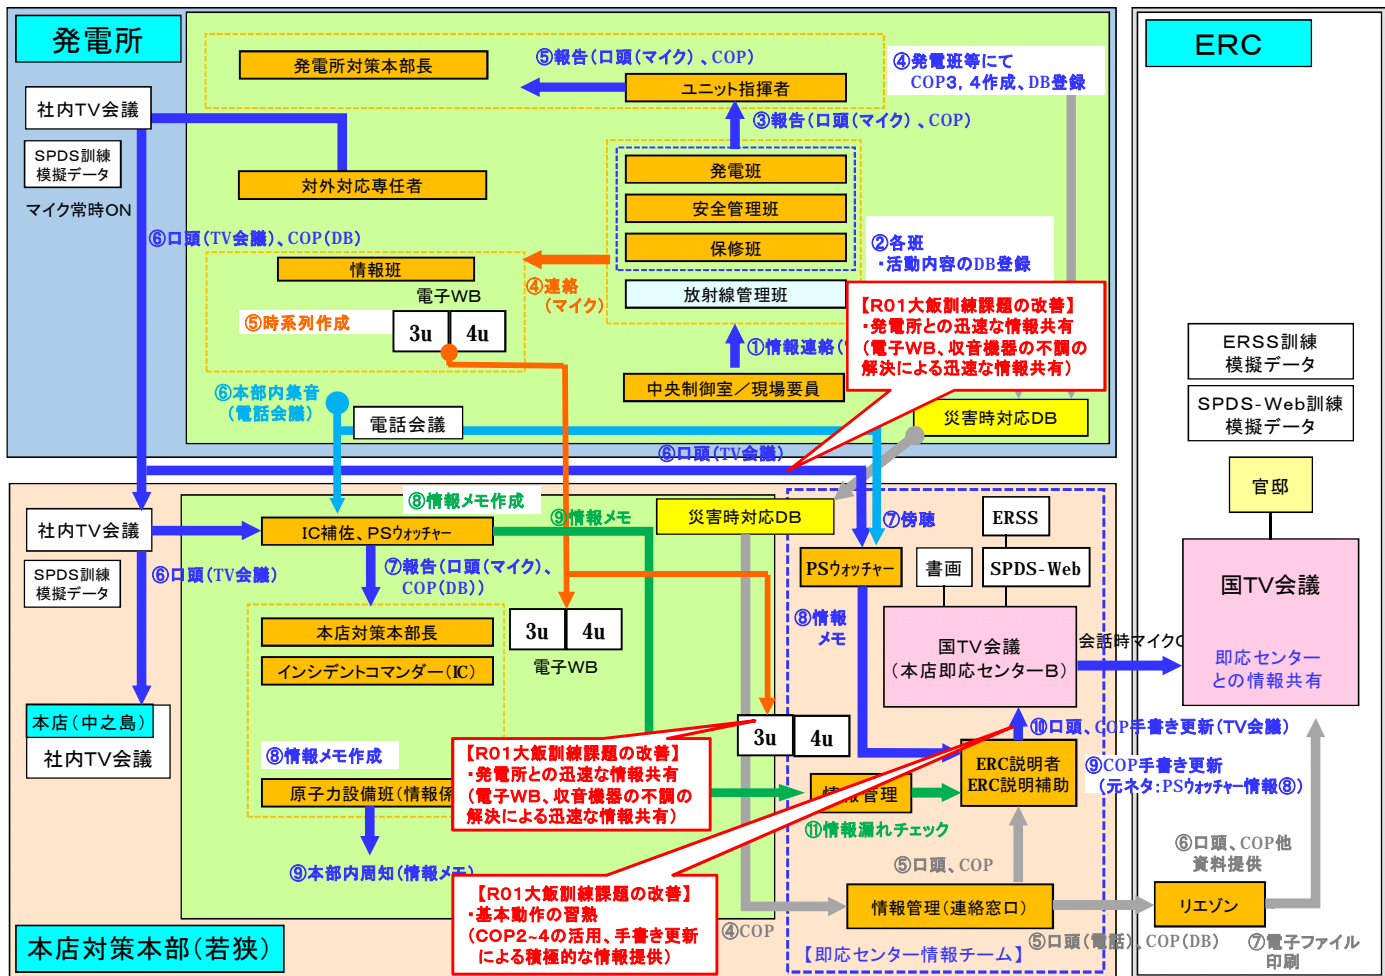 発電所
ERC
社内TV会議
SPDS訓練
模擬データ
マイク常時ON
発電所対策本部長
⑤報告(口頭(マイク)、COP)
ユニット指揮者
④発電班等にて
COP3, 4作成、DB登録
③報告(口頭(マイク)、COP)
対外対応専任者
発電班
安全管理班
保修班
放射線管理班
②各班
・活動内容のDB登録
⑥口頭(TV会議)、COP(DB)
情報班
電子WB
⑤時系列作成
3u
4u
④連絡
(マイク)
①情報連絡(
中央制御室／現場要員
【R01大飯訓練課題の改善】
・発電所との迅速な情報共有
(電子WB、収音機器の不調の
解決による迅速な情報共有)
⑥本部内集音
(電話会議)
電話会議
災害時対応DB
⑥口頭(TV会議)
ERSS訓練
模擬データ
SPDS-Web訓練
模擬データ
官邸
国TV会議
即応センター
との情報共有
社内TV会議
SPDS訓練
模擬データ
⑥口頭(TV会議)
本店(中之島)
社内TV会議
⑧情報メモ作成
IC補佐、PSウォッチャー
⑨情報メモ
⑦報告(口頭(マイク)、
COP(DB))
本店対策本部長
インシデントコマンダー(IC)
3u
4u
電子WB
⑧情報メモ作成
原子力設備班(情報係
⑨本部内周知(情報メモ)
災害時対応DB
⑦傍聴
ERSS
PSウォッチャー
書画
SPDS-Web
⑧情報
メモ
国TV会議
(本店即応センターB)
会話時マイクO
3u
4u
⑩口頭、COP手書き更新(TV会議)
ERC説明者
ERC説明補助
⑨COP手書き更新
(元ネタ:PSウォッチャー情報⑧)
【R01大飯訓練課題の改善】
・発電所との迅速な情報共有
(電子WB、収音機器の不調の
解決による迅速な情報共有)
情報管理
⑪情報漏れチェック
⑤口頭、COP
⑥口頭、COP他
資料提供
【R01大飯訓練課題の改善】
・基本動作の習熟
(COP2~4の活用、手書き更新
による積極的な情報提供)
④COP
情報管理(連絡窓口)
リエゾン
【即応センター情報チーム】
⑤口頭(電話)、COP(DB)
⑦電子ファイル
印刷
本店対策本部(若狭)